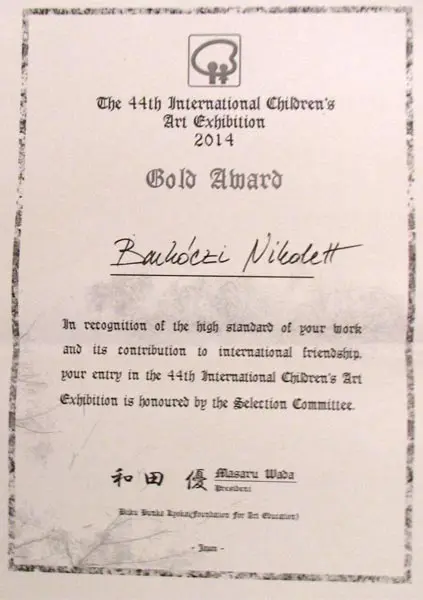 The 44th International Children's
Art Exhibition
2014
Gold Award
Barkóczi Nikolett
In recognition of the high standard of your work
and its contribution to international friendship,
your entry in the 44th International Children's Art
Exhibition is honoured by the Selection Committee.
和田 優 Masaru Wada
President
Biiku Bunka Kyokai(Foundation For Art Education)
- Japan -